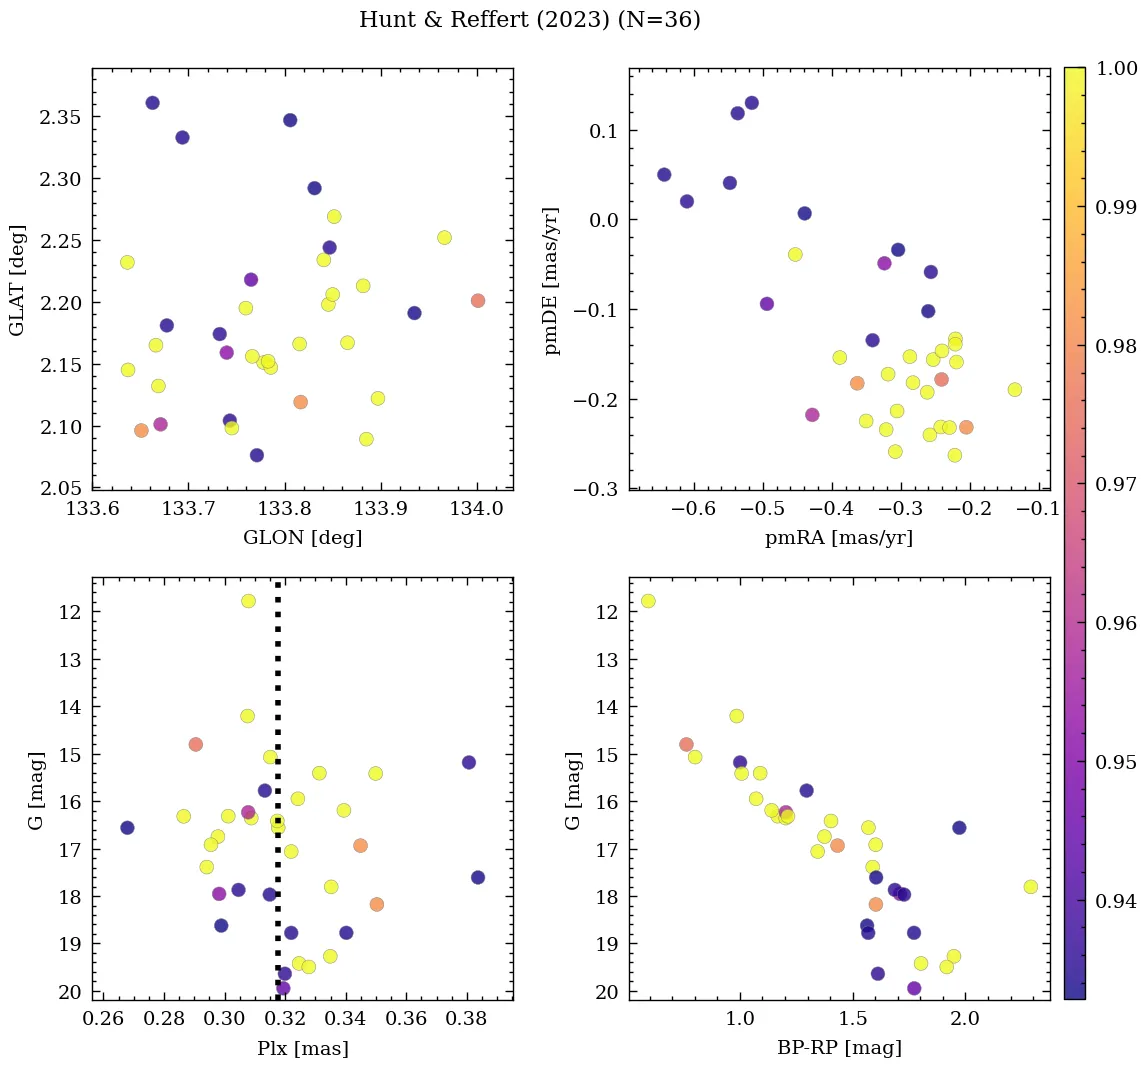 Hunt & Reffert (2023) (N=36)
2.35
2.30
2.25
2.20
2.15
2.10
2.05
GLAT [deg]
133.6 133.7 133.8 133.9 134.0
GLON [deg]
0.1
0.0
−0.1
−0.2
−0.3
pmDE [mas/yr]
−0.6 −0.5 −0.4 −0.3 −0.2 −0.1
pmRA [mas/yr]
12
13
14
15
16
17
18
19
20
G [mag]
0.26 0.28 0.30 0.32 0.34 0.36 0.38
Plx [mas]
12
13
14
15
16
17
18
19
20
G [mag]
1.0 1.5 2.0
BP-RP [mag]
1.00
0.99
0.98
0.97
0.96
0.95
0.94